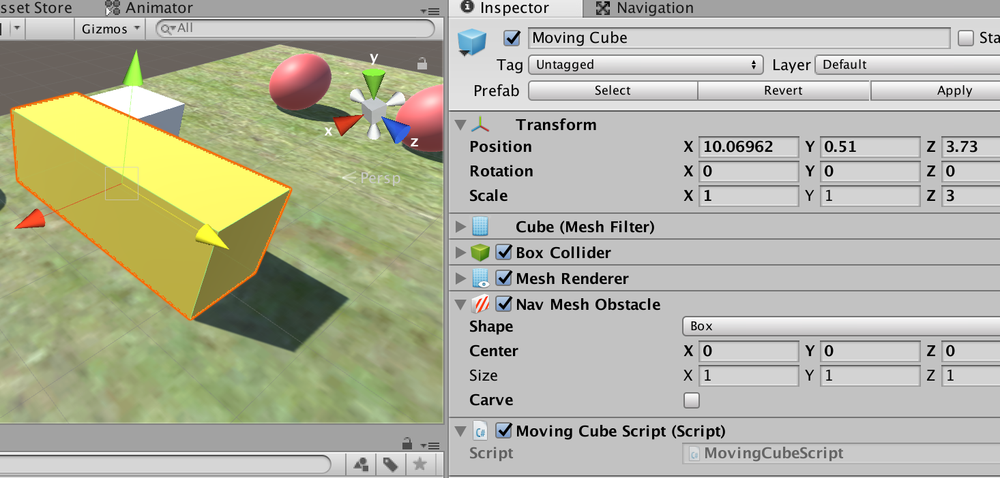 sset Store Animator
Gizmos All
y
x
z
Persp
Inspector Navigation
Moving Cube Sta
Tag Untagged Layer Default
Prefab Select Revert Apply
Transform
Position X 10.06962 Y 0.51 Z 3.73
Rotation X 0 Y 0 Z 0
Scale X 1 Y 1 Z 3
Cube (Mesh Filter)
Box Collider
Mesh Renderer
Nav Mesh Obstacle
Shape Box
Center X 0 Y 0 Z 0
Size X 1 Y 1 Z 1
Carve
C# Moving Cube Script (Script)
Script C# MovingCubeScript